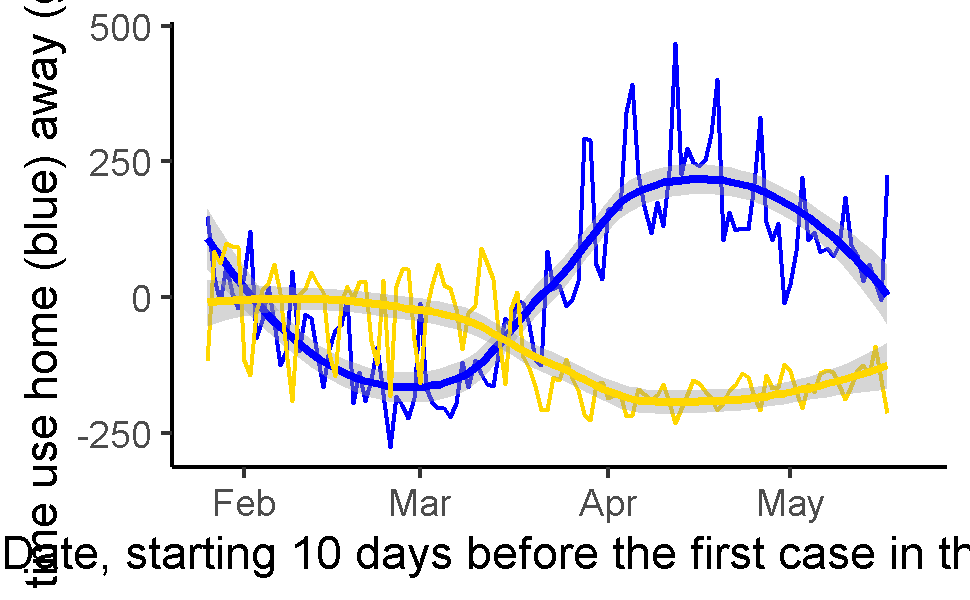 500
250
0
-250
time use home (blue) away (
Feb Mar Apr May
Date, starting 10 days before the first case in th